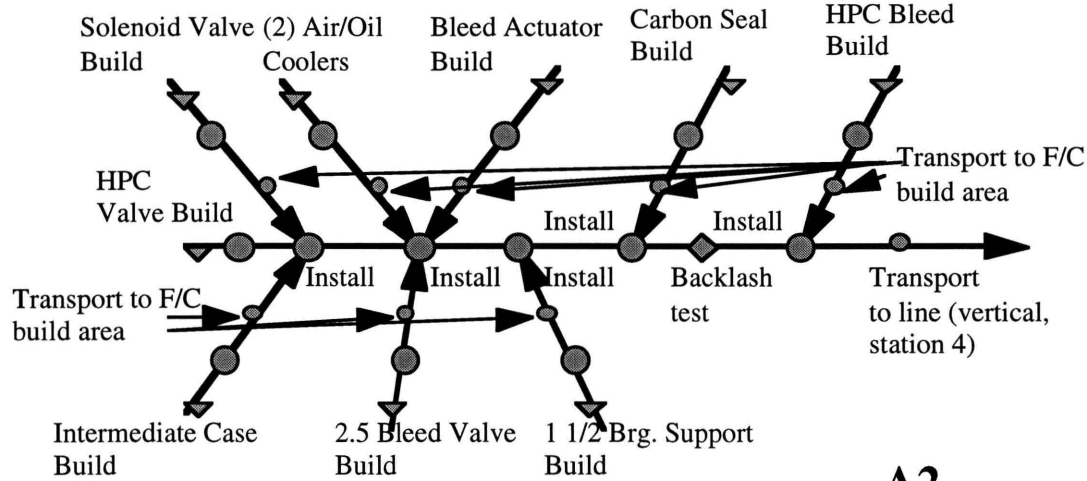 Solenoid Valve (2) Air/Oil
Build Coolers
Bleed Actuator
Build
Carbon Seal
Build
HPC Bleed
Build
HPC
Valve Build
Transport to F/C
build area
Install
Install
Install
Install
Install
Backlash
test
Transport
to line (vertical,
station 4)
Transport to F/C
build area
Intermediate Case
Build
2.5 Bleed Valve
Build
1 1/2 Brg. Support
Build